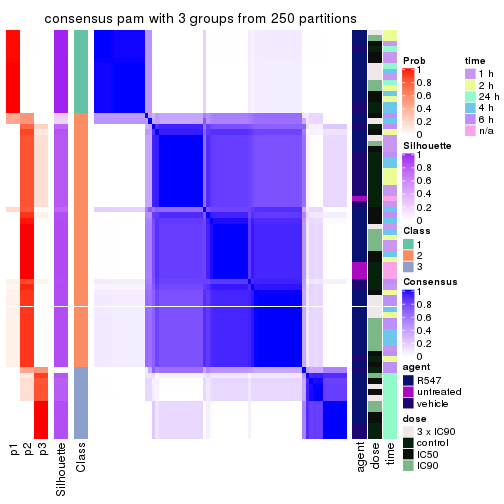 consensus pam with 3 groups from 250 partitions
Prob
1
0.8
0.6
0.4
0.2
0
time
1 h
2 h
24 h
4 h
6 h
n/a
Silhouette
1
0.8
0.6
0.4
0.2
0
Class
1
2
3
Consensus
1
0.8
0.6
0.4
0.2
0
agent
R547
untreated
vehicle
dose
3 x IC90
control
IC50
IC90
p1
p2
p3
Silhouette
Class
agent
dose
time